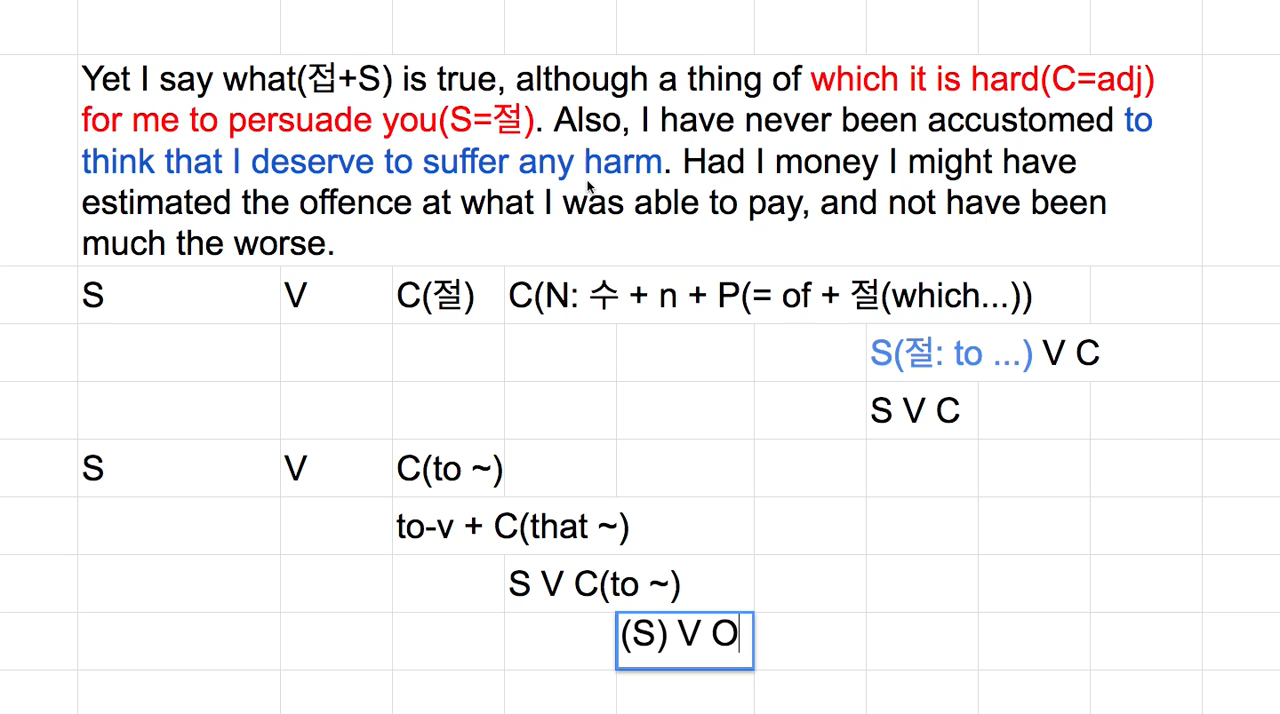 Yet I say what(접+S) is true, although a thing of which it is hard(C=adj)
for me to persuade you(S=절). Also, I have never been accustomed to
think that I deserve to suffer any harm. Had I money I might have
estimated the offence at what I was able to pay, and not have been
much the worse.
S V C(절) C(N: 수 + n + P(= of + 절(which...))
S(절: to ...) V C
S V C
S V C(to ~)
to-v + C(that ~)
S V C(to ~)
(S) V O